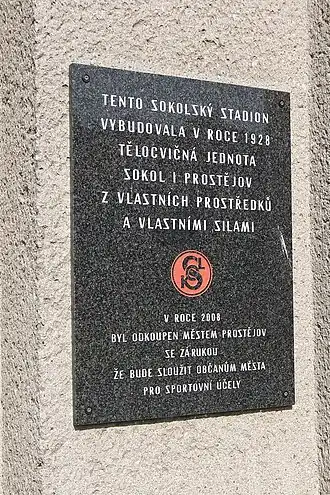 TENTO SOKOLSKÝ STADION
VYBUDOVALA V ROCE 1928
TĚLOCVIČNÁ JEDNOTA
SOKOL I PROSTĚJOV
Z VLASTNÍCH PROSTŘEDKŮ
A VLASTNÍMI SILAMI
SOKOL
V ROCE 2008
BYL ODKOUPEN MĚSTEM PROSTĚJOV
SE ZÁRUKOU
ŽE BUDE SLOUŽIT OBČANŮM MĚSTA
PRO SPORTOVNÍ ÚČELY